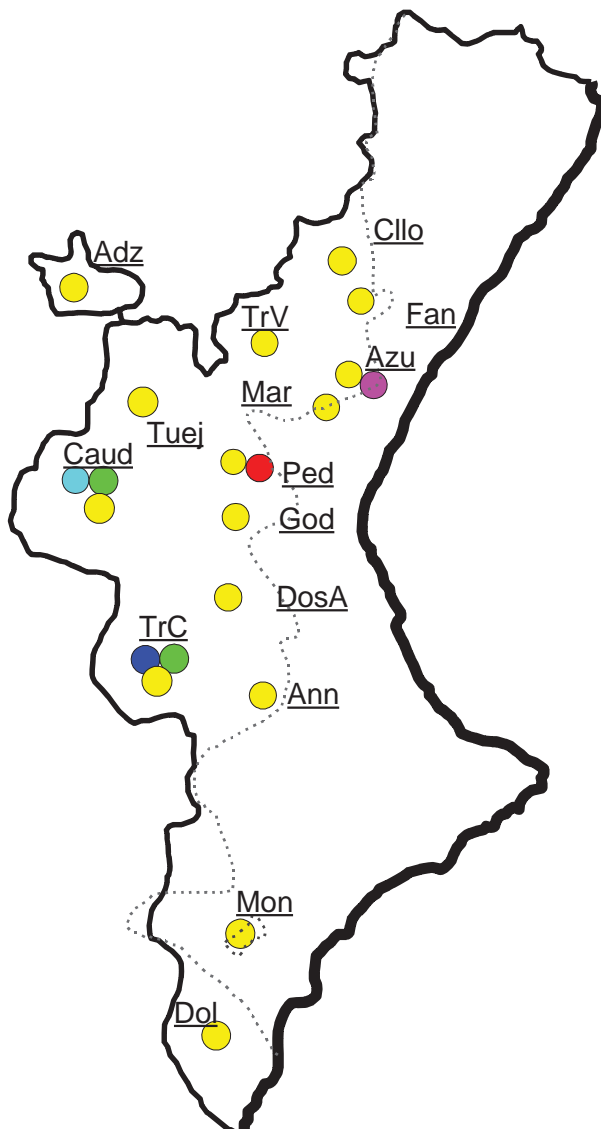 Cllo
Adz
Fan
TrV
Azu
Mar
Tuej
Caud
Ped
God
DosA
TrC
Ann
Mon
Dol